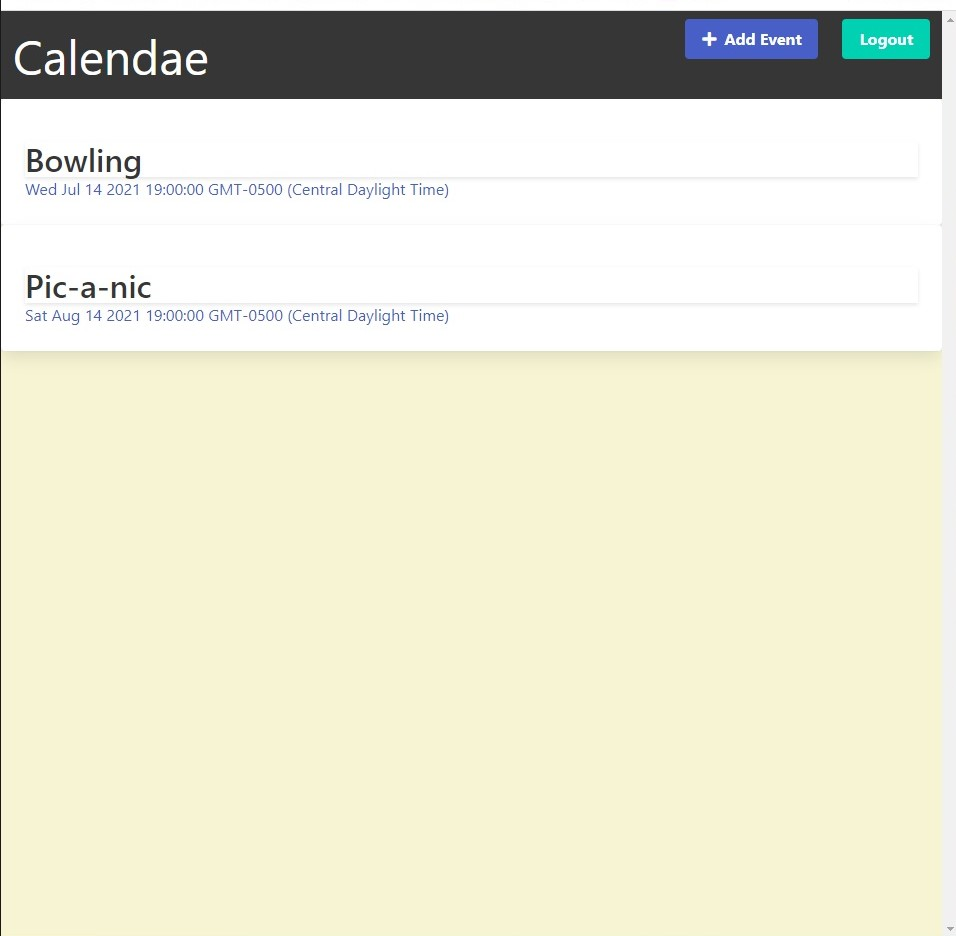 Calendae
+ Add Event
Logout
Bowling
Wed Jul 14 2021 19:00:00 GMT-0500 (Central Daylight Time)
Pic-a-nic
Sat Aug 14 2021 19:00:00 GMT-0500 (Central Daylight Time)